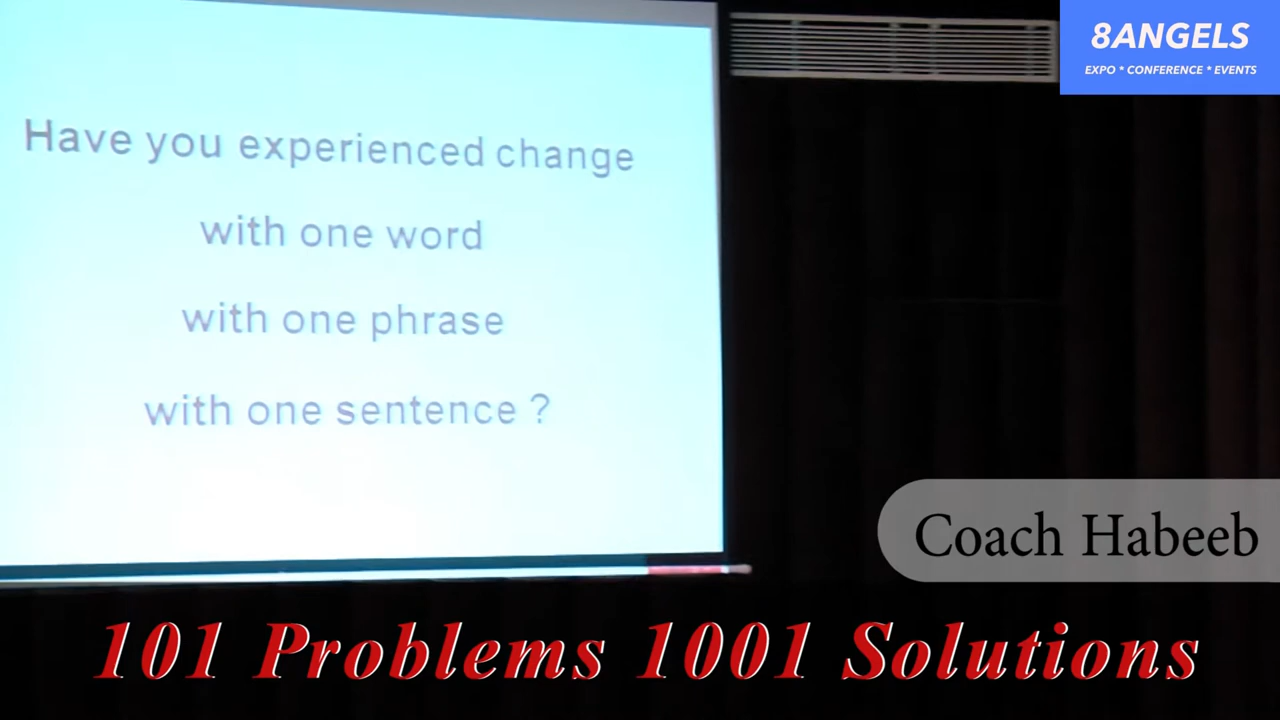 8ANGELS
EXPO * CONFERENCE * EVENTS
Have you experienced change
with one word
with one phrase
with one sentence ?
Coach Habeeb
101 Problems 1001 Solutions